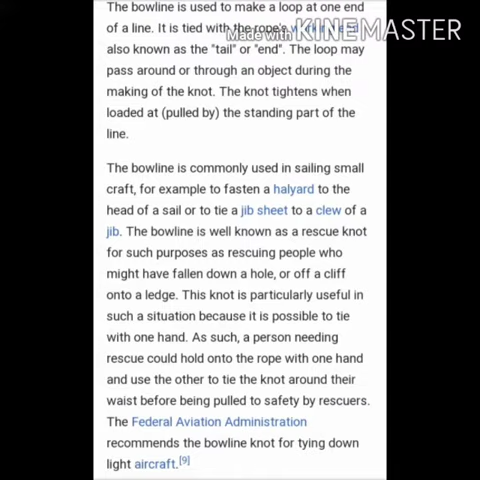 The bowline is used to make a loop at one end
of a line. It is tied with the rope's
Made with KINEMASTER
also known as the "tail" or "end". The loop may
pass around or through an object during the
making of the knot. The knot tightens when
loaded at (pulled by) the standing part of the
line.
The bowline is commonly used in sailing small
craft, for example to fasten a halyard to the
head of a sail or to tie a jib sheet to a clew of a
jib. The bowline is well known as a rescue knot
for such purposes as rescuing people who
might have fallen down a hole, or off a cliff
onto a ledge. This knot is particularly useful in
such a situation because it is possible to tie
with one hand. As such, a person needing
rescue could hold onto the rope with one hand
and use the other to tie the knot around their
waist before being pulled to safety by rescuers.
The Federal Aviation Administration
recommends the bowline knot for tying down
light aircraft.[9]